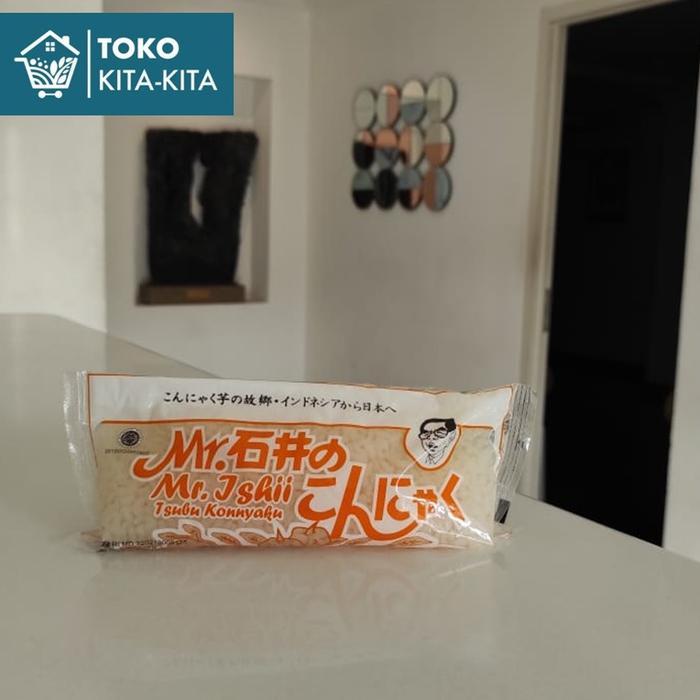 TOKO
KITA-KITA
こんにゃく芋の故郷・インドネシアから日本へ
Mr.石井の
Mr. Ishii
こんにゃく
Tsubu Konnyaku